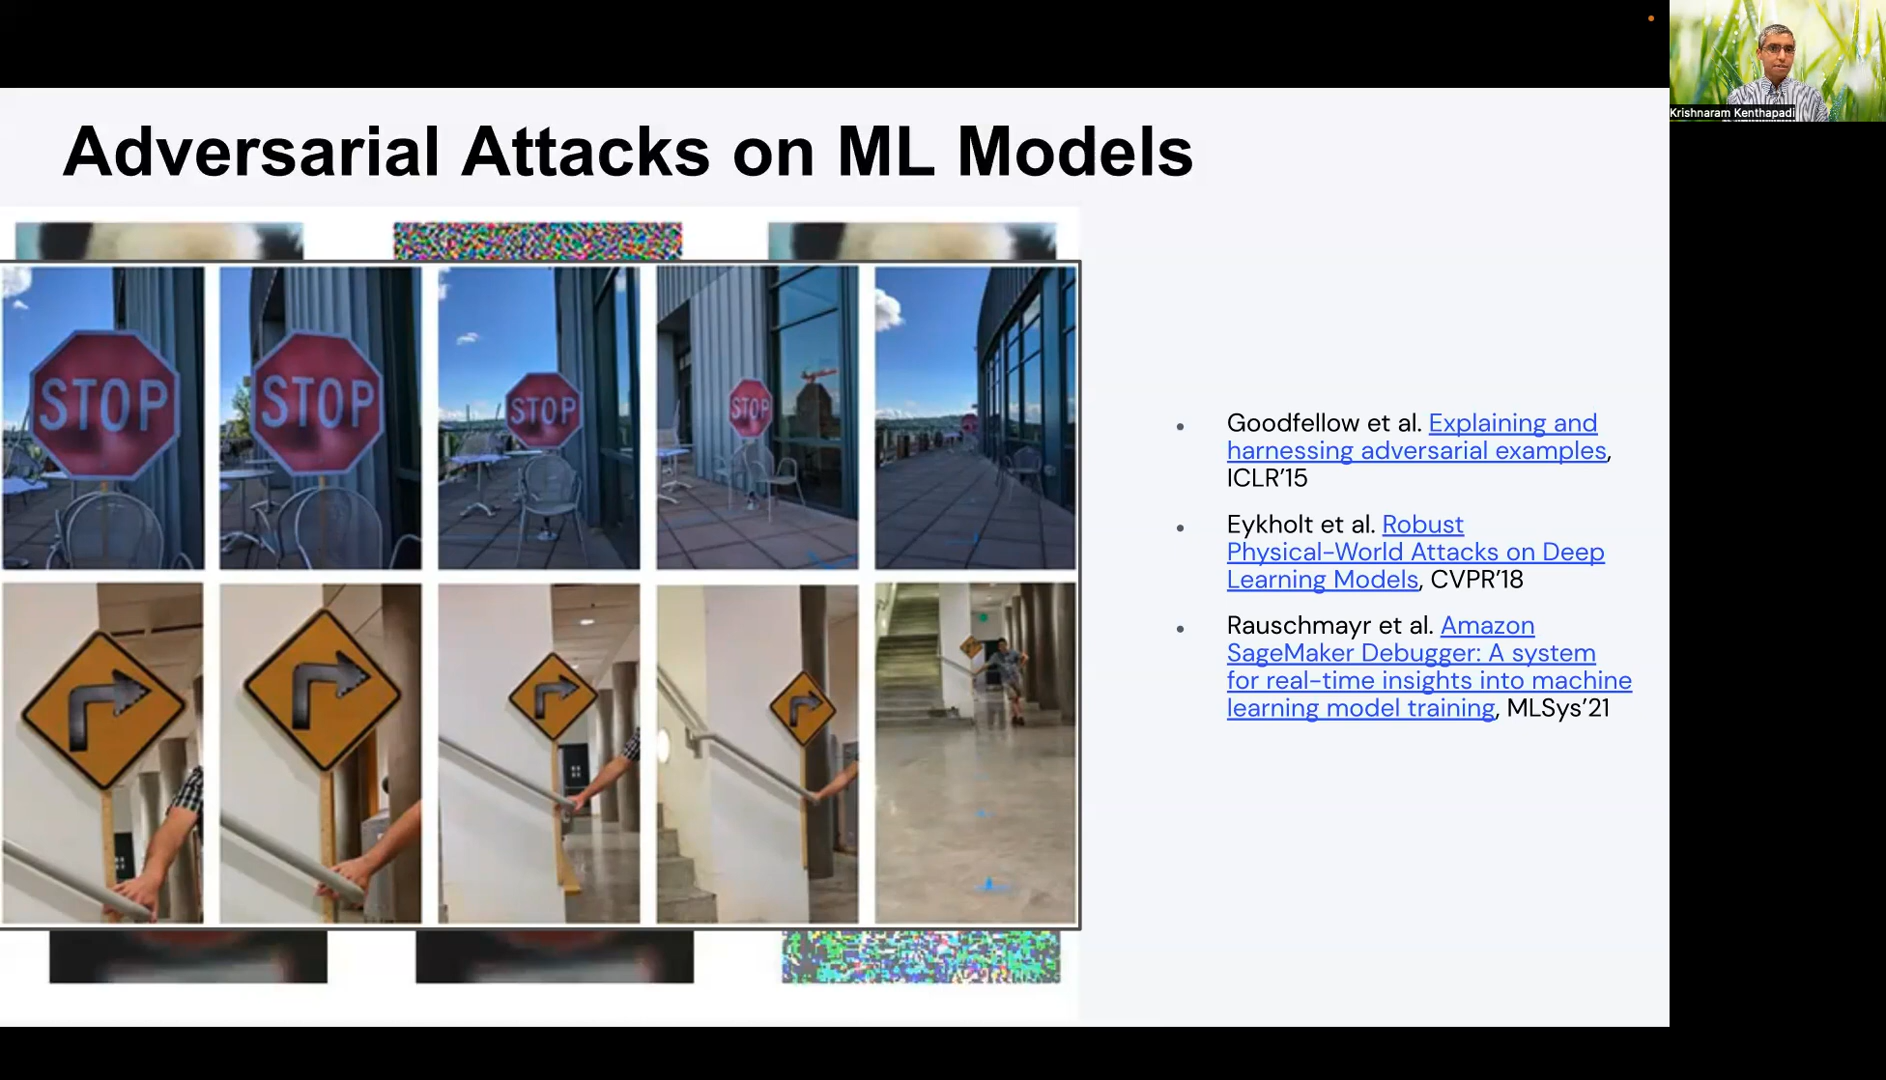 Krishnaram Kenthapadi
Adversarial Attacks on ML Models
STOP
STOP
STOP
STOP
• Goodfellow et al. Explaining and
harnessing adversarial examples,
ICLR’15
• Eykholt et al. Robust
Physical-World Attacks on Deep
Learning Models, CVPR’18
• Rauschmayr et al. Amazon
SageMaker Debugger: A system
for real-time insights into machine
learning model training, MLSys’21